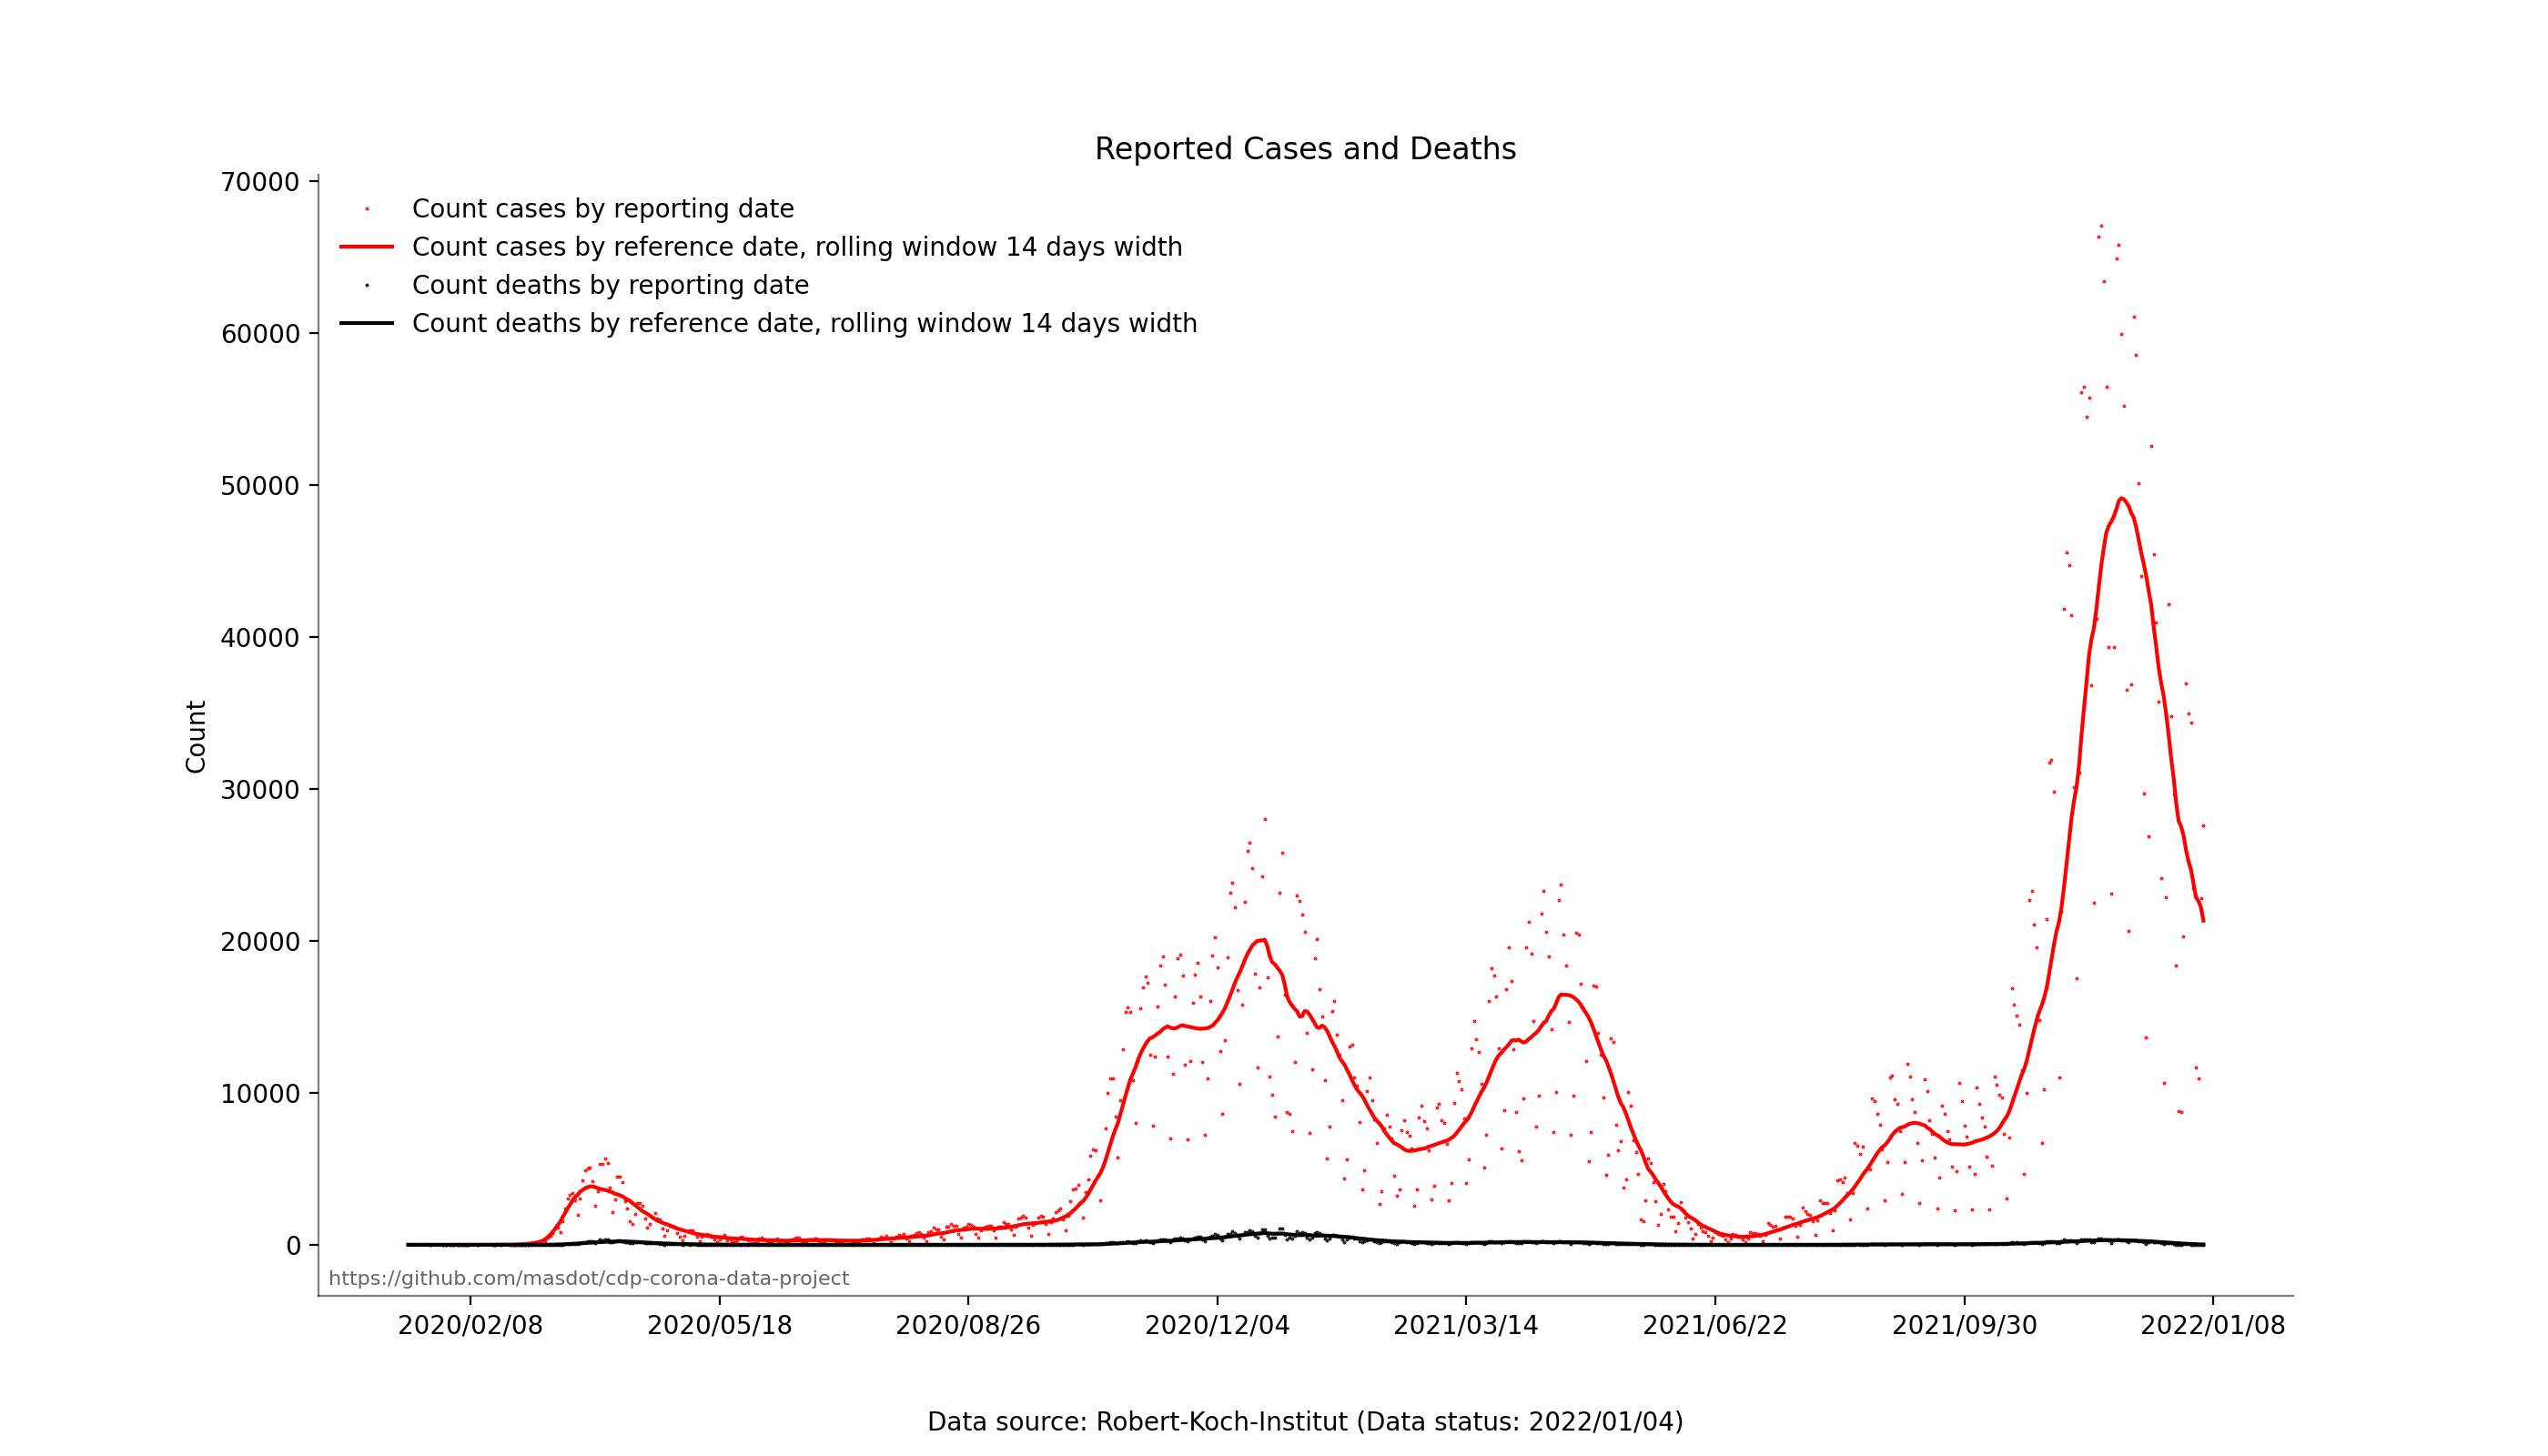 Reported Cases and Deaths
70000
60000
50000
40000
30000
20000
10000
0
Count
Count cases by reporting date
Count cases by reference date, rolling window 14 days width
Count deaths by reporting date
Count deaths by reference date, rolling window 14 days width
https://github.com/masdot/cdp-corona-data-project
2020/02/08 2020/05/18 2020/08/26 2020/12/04 2021/03/14 2021/06/22 2021/09/30 2022/01/08
Data source: Robert-Koch-Institut (Data status: 2022/01/04)